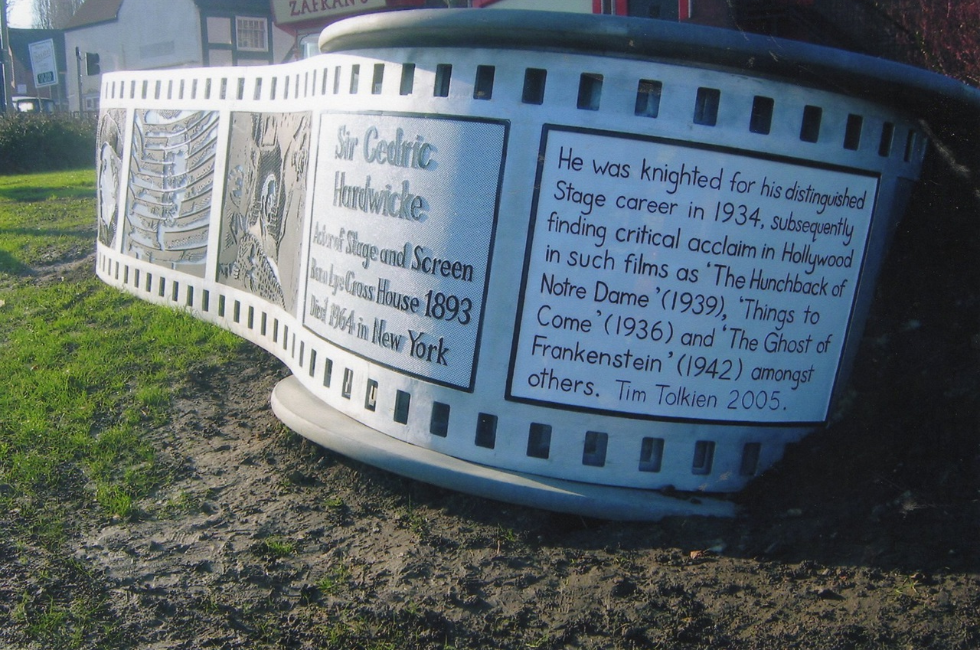 ZAFRAN'S
Sir Cedric
Hardwicke
Actor of Stage and Screen
Born Lye Cross House 1893
Died 1964 in New York
He was knighted for his distinguished
Stage career in 1934, subsequently
finding critical acclaim in Hollywood
in such films as 'The Hunchback of
Notre Dame' (1939), 'Things to
Come' (1936) and 'The Ghost of
Frankenstein' (1942) amongst
others. Tim Tolkien 2005.